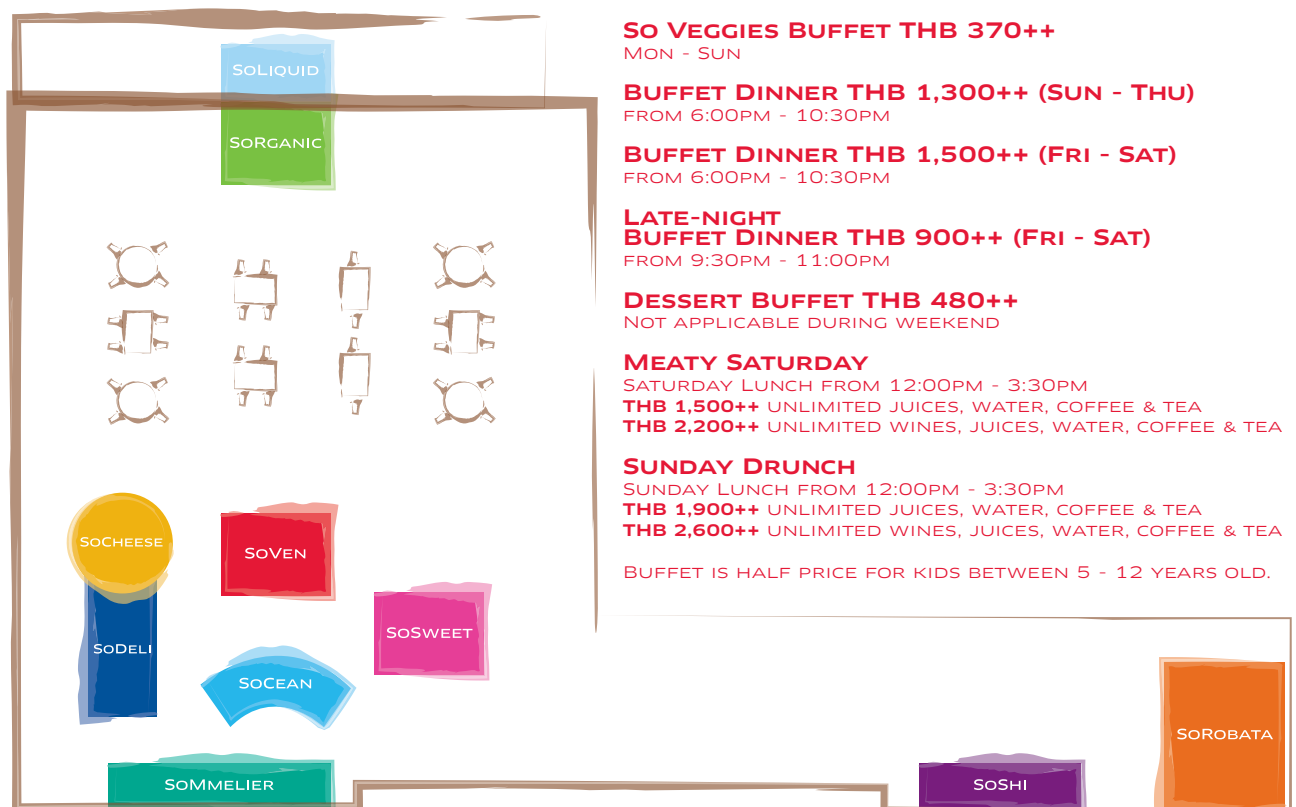 SoLiquid
SoRganic
SoCheese
SoVen
SoDeli
SoSweet
SoCean
SoMmelier
So Veggies Buffet THB 370++
Mon - Sun
Buffet Dinner THB 1,300++ (Sun - Thu)
from 6:00pm - 10:30pm
Buffet Dinner THB 1,500++ (Fri - Sat)
from 6:00pm - 10:30pm
Late-night
Buffet Dinner THB 900++ (Fri - Sat)
from 9:30pm - 11:00pm
Dessert Buffet THB 480++
Not applicable during weekend
Meaty Saturday
Saturday Lunch from 12:00pm - 3:30pm
THB 1,500++ unlimited juices, water, coffee & tea
THB 2,200++ unlimited wines, juices, water, coffee & tea
Sunday Drunch
Sunday Lunch from 12:00pm - 3:30pm
THB 1,900++ unlimited juices, water, coffee & tea
THB 2,600++ unlimited wines, juices, water, coffee & tea
Buffet is half price for kids between 5 - 12 years old.
SoRobata
SoShi